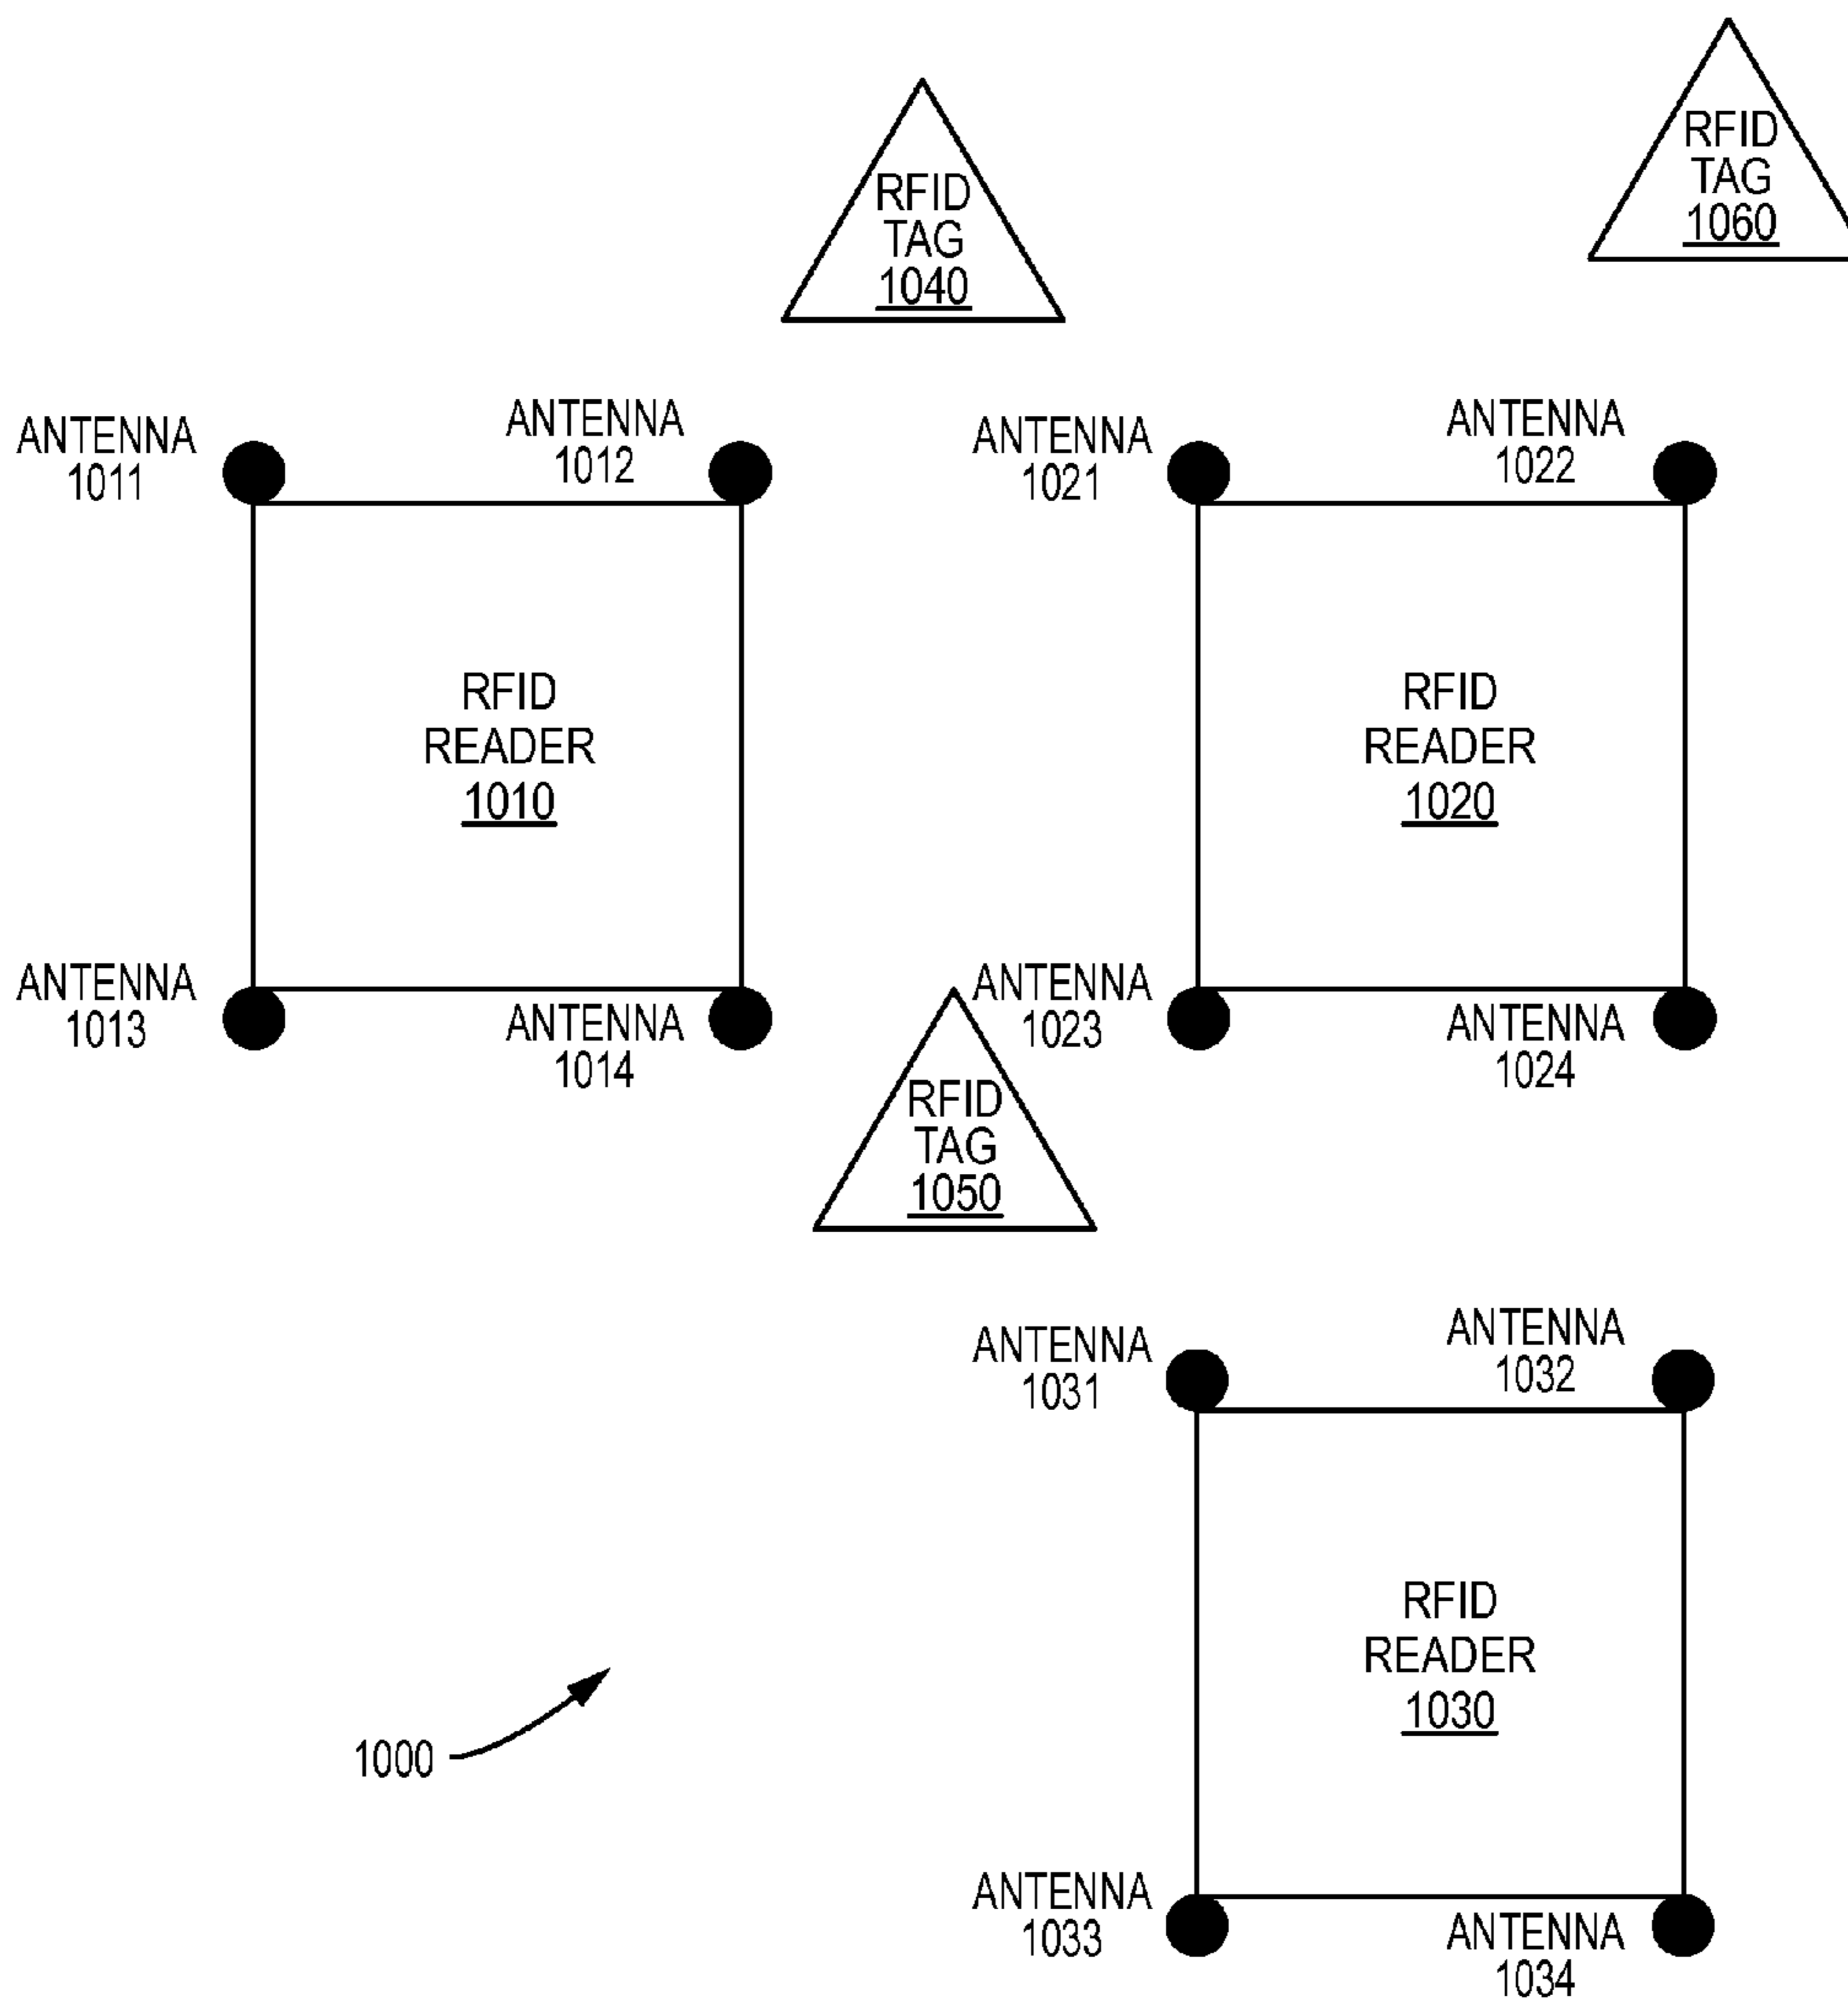 RFID
TAG
1060
RFID
TAG
1040
ANTENNA
1011
ANTENNA
1012
ANTENNA
1021
ANTENNA
1022
RFID
READER
1010
RFID
READER
1020
ANTENNA
1013
ANTENNA
1014
ANTENNA
1023
ANTENNA
1024
RFID
TAG
1050
ANTENNA
1031
ANTENNA
1032
RFID
READER
1030
1000
ANTENNA
1033
ANTENNA
1034